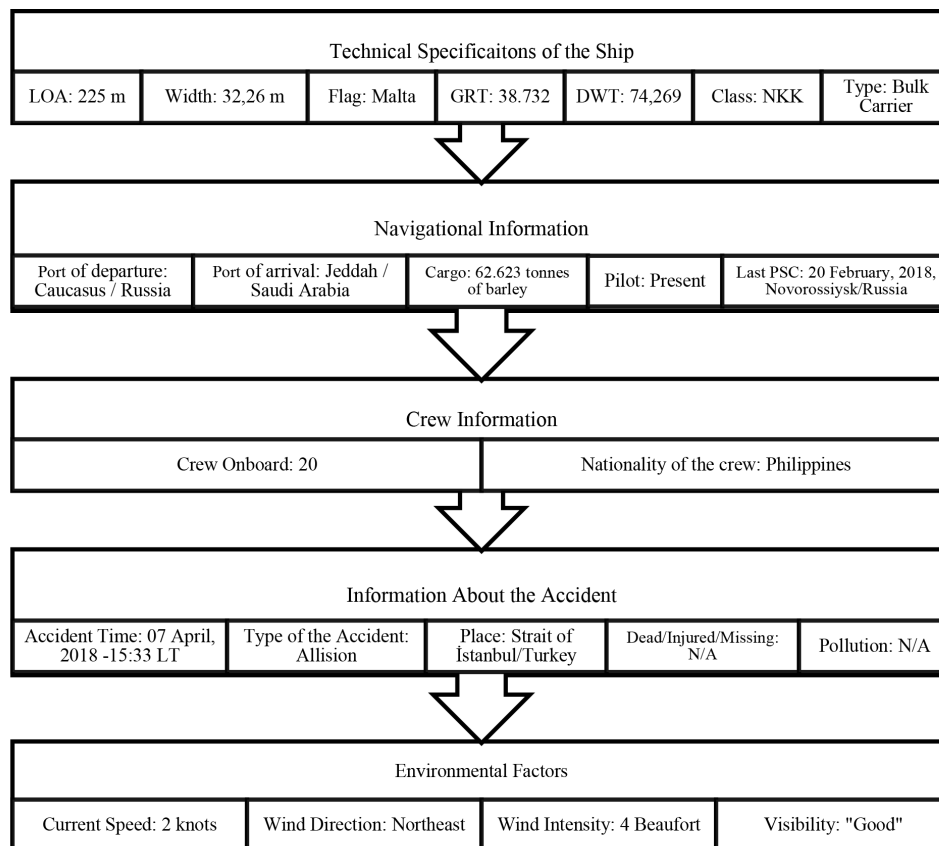 Technical Specificaitons of the Ship
LOA: 225 m
Width: 32,26 m
Flag: Malta
GRT: 38.732
DWT: 74,269
Class: NKK
Type: Bulk
Carrier
Navigational Information
Port of departure:
Caucasus / Russia
Port of arrival: Jeddah /
Saudi Arabia
Cargo: 62.623 tonnes
of barley
Pilot: Present
Last PSC: 20 February, 2018,
Novorossiysk/Russia
Crew Information
Crew Onboard: 20
Nationality of the crew: Philippines
Information About the Accident
Accident Time: 07 April,
2018 -15:33 LT
Type of the Accident:
Allision
Place: Strait of
İstanbul/Turkey
Dead/Injured/Missing:
N/A
Pollution: N/A
Environmental Factors
Current Speed: 2 knots
Wind Direction: Northeast
Wind Intensity: 4 Beaufort
Visibility: "Good"